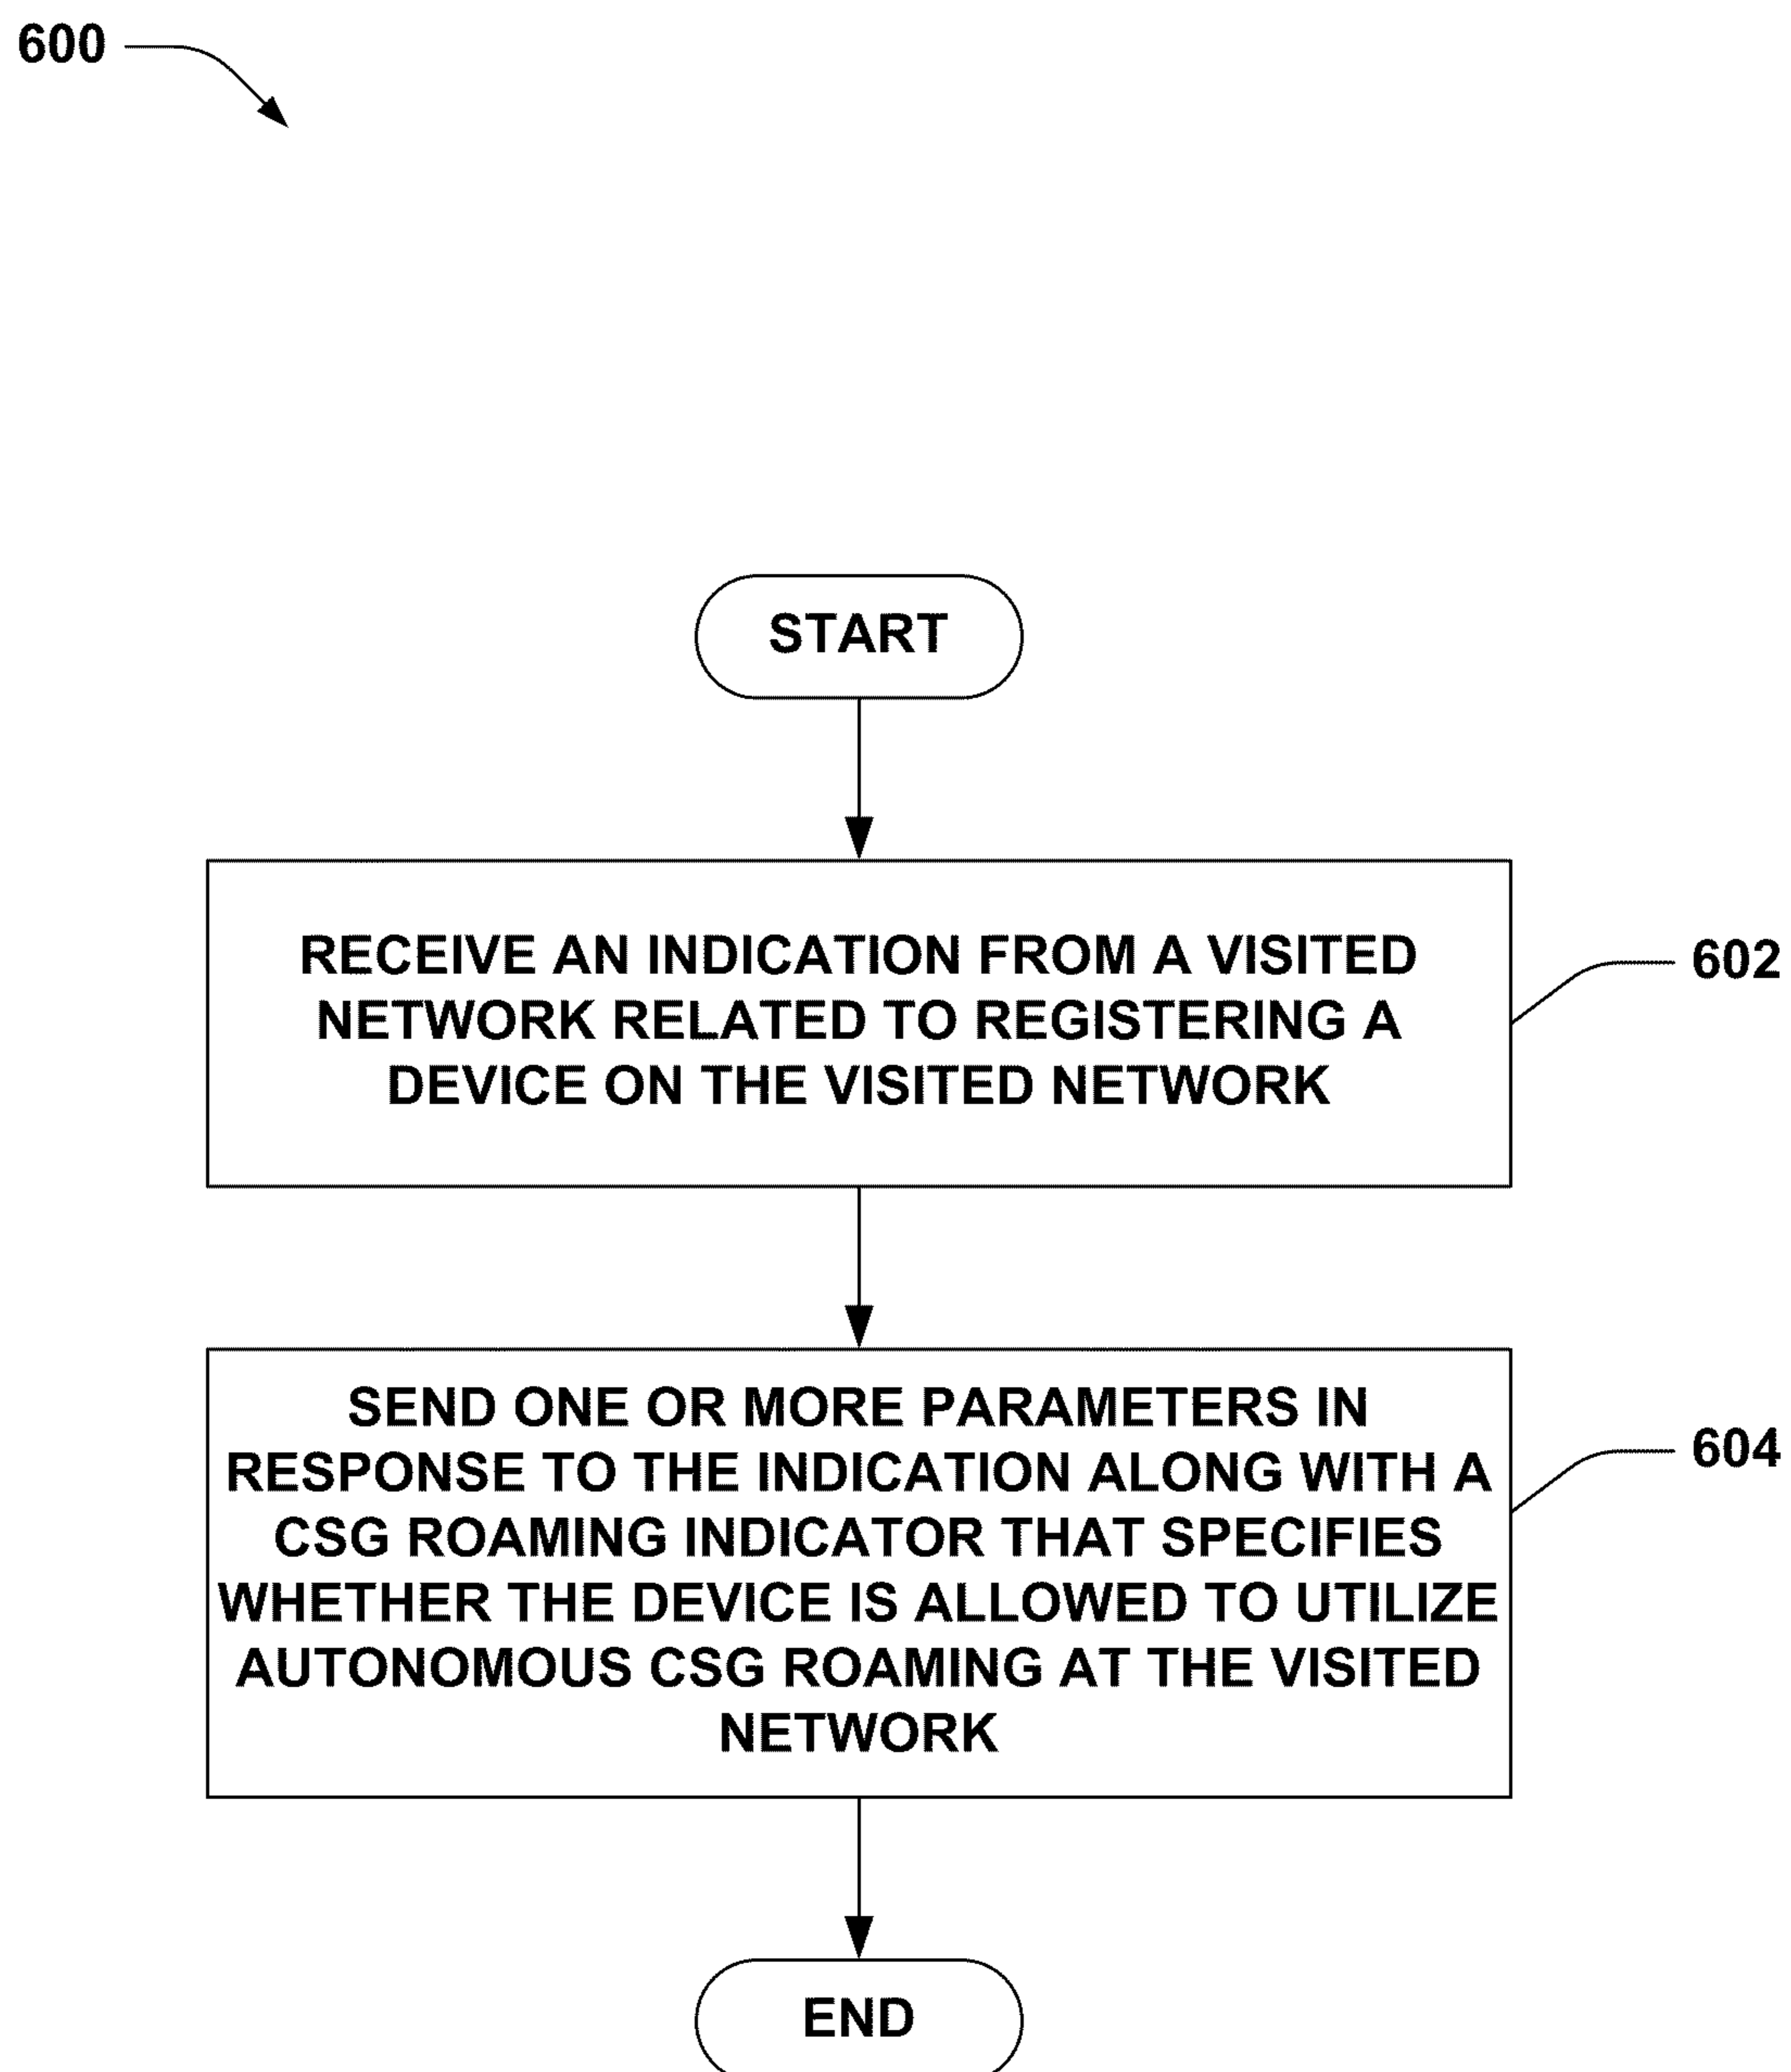 600
START
RECEIVE AN INDICATION FROM A VISITED
NETWORK RELATED TO REGISTERING A
DEVICE ON THE VISITED NETWORK
602
SEND ONE OR MORE PARAMETERS IN
RESPONSE TO THE INDICATION ALONG WITH A
CSG ROAMING INDICATOR THAT SPECIFIES
WHETHER THE DEVICE IS ALLOWED TO UTILIZE
AUTONOMOUS CSG ROAMING AT THE VISITED
NETWORK
604
END